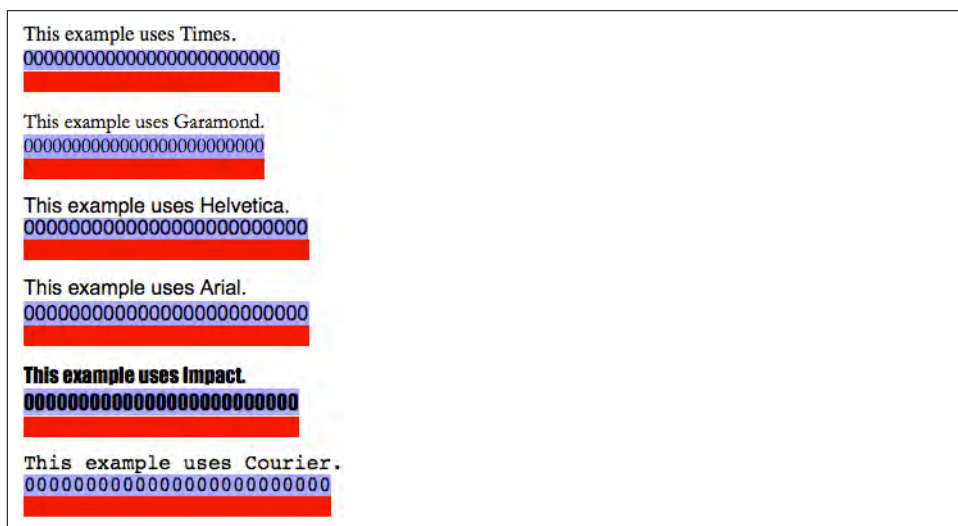 This example uses Times.
0000000000000000000000000
This example uses Garamond.
0000000000000000000000000
This example uses Helvetica.
0000000000000000000000000
This example uses Arial.
0000000000000000000000000
This example uses Impact.
0000000000000000000000000
This example uses Courier.
0000000000000000000000000